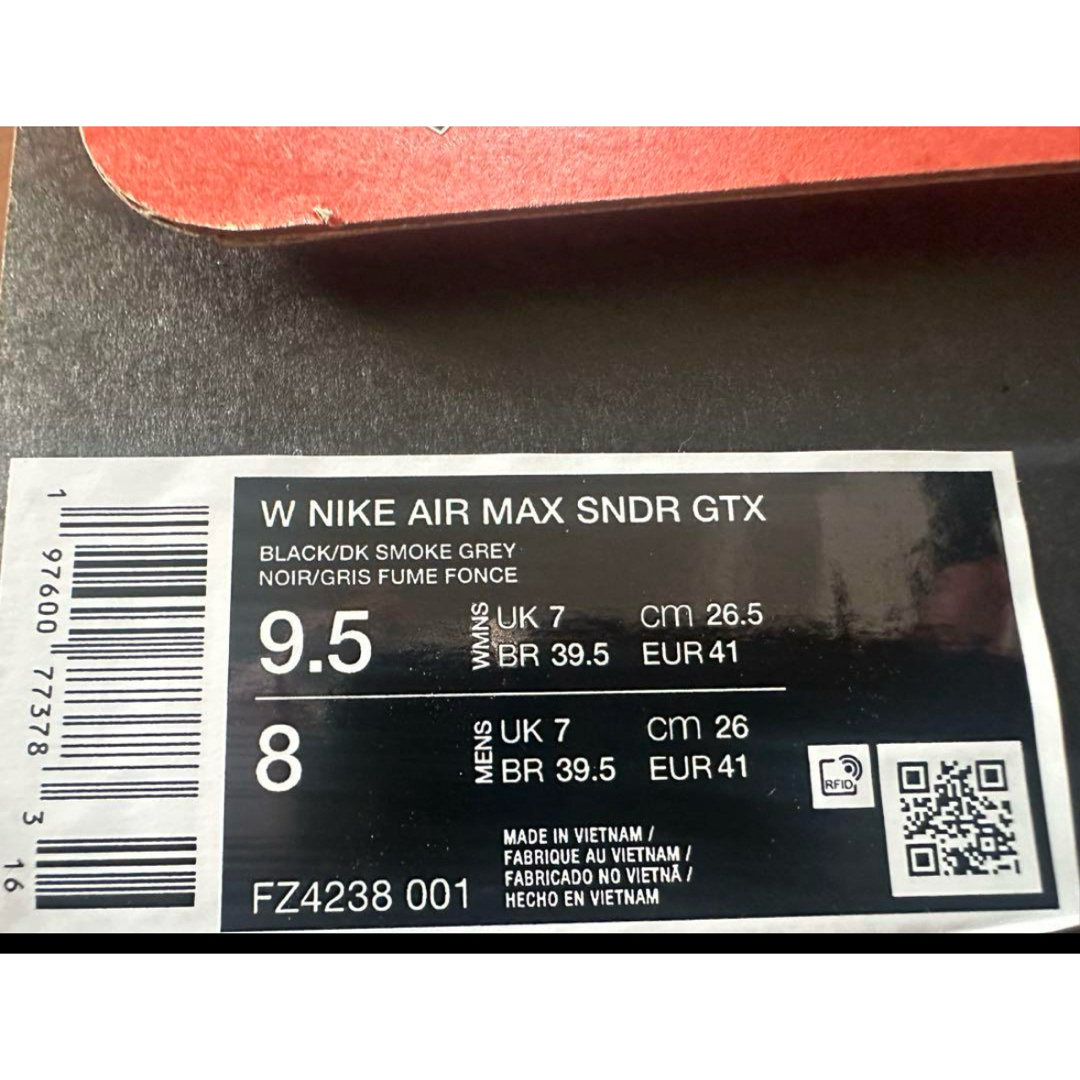 W NIKE AIR MAX SNDR GTX
BLACK/DK SMOKE GREY
NOIR/GRIS FUME FONCE
9.5 WMNS UK 7 cm 26.5
BR 39.5 EUR 41
8 MENS UK 7 cm 26
BR 39.5 EUR 41
RFID
MADE IN VIETNAM /
FABRIQUE AU VIETNAM /
FABRICADO NO VIETNÃ /
HECHO EN VIETNAM
FZ4238 001
1 97600 77378 3 16